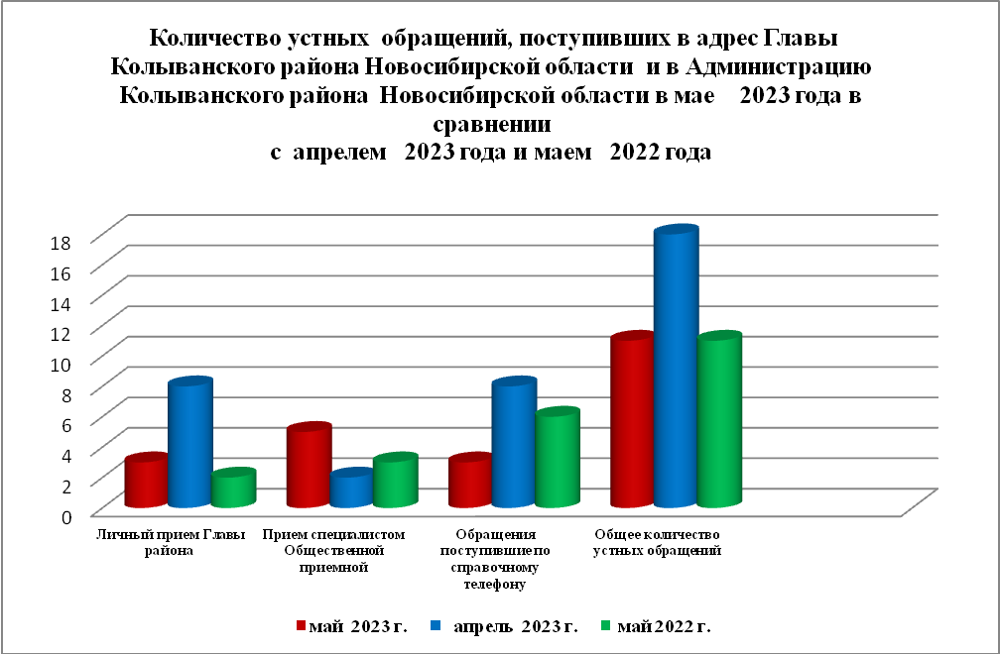 Количество устных обращений, поступивших в адрес Главы
Колыванского района Новосибирской области и в Администрацию
Колыванского района Новосибирской области в мае 2023 года в
сравнении
с апрелем 2023 года и маем 2022 года
18
16
14
12
10
8
6
4
2
0
Личный прием Главы
района
Прием специалистом
Общественной
приемной
Обращения
поступившие по
справочному
телефону
Общее количество
устных обращений
май 2023 г.
апрель 2023 г.
май 2022 г.